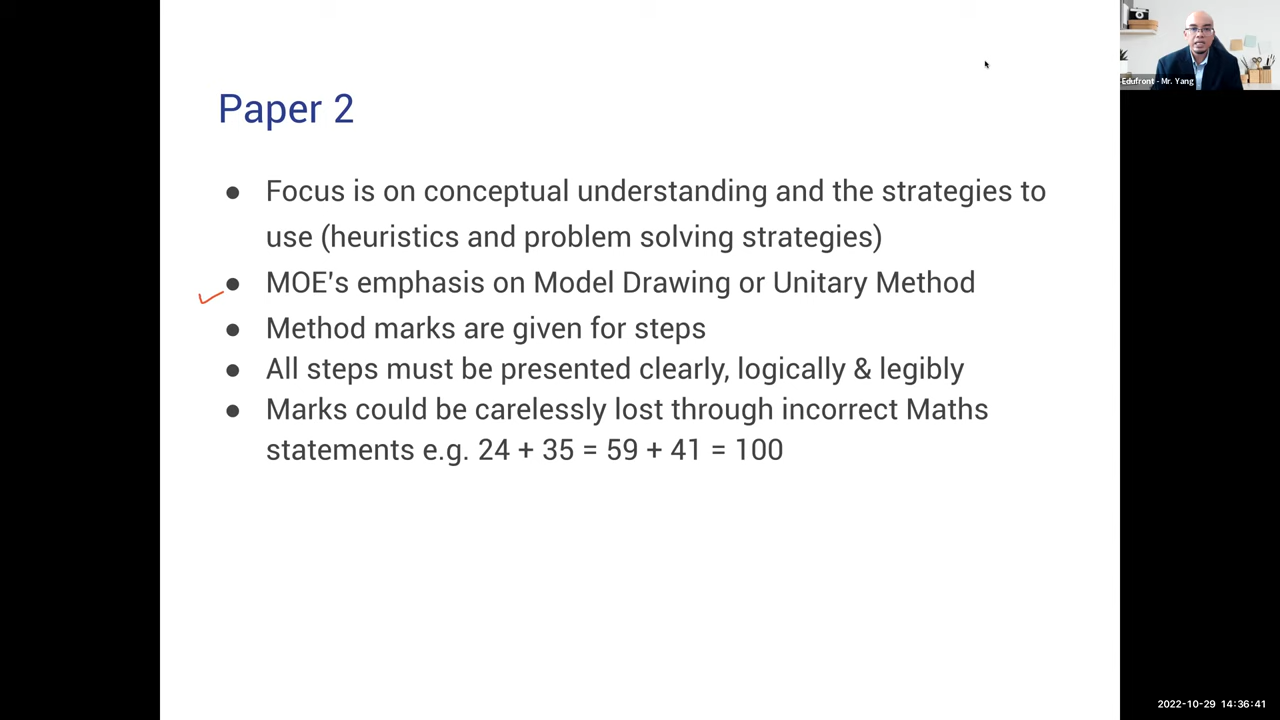 Edufront - Mr. Yang
Paper 2
● Focus is on conceptual understanding and the strategies to
use (heuristics and problem solving strategies)
● MOE's emphasis on Model Drawing or Unitary Method
● Method marks are given for steps
● All steps must be presented clearly, logically & legibly
● Marks could be carelessly lost through incorrect Maths
statements e.g. 24 + 35 = 59 + 41 = 100
2022-10-29 14:36:41